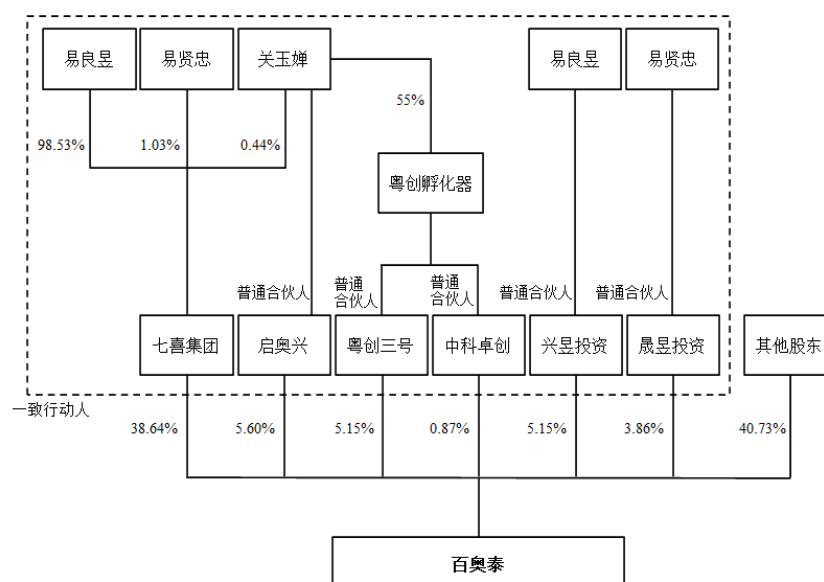 易良昱
易贤忠
关玉婵
易良昱
易贤忠
55%
98.53%
1.03%
0.44%
粤创孵化器
普通合伙人
普通
合伙人
普通
合伙人
普通合伙人
普通合伙人
七喜集团
启奥兴
粤创三号
中科卓创
兴昱投资
晟昱投资
其他股东
一致行动人
38.64%
5.60%
5.15%
0.87%
5.15%
3.86%
40.73%
百奥泰